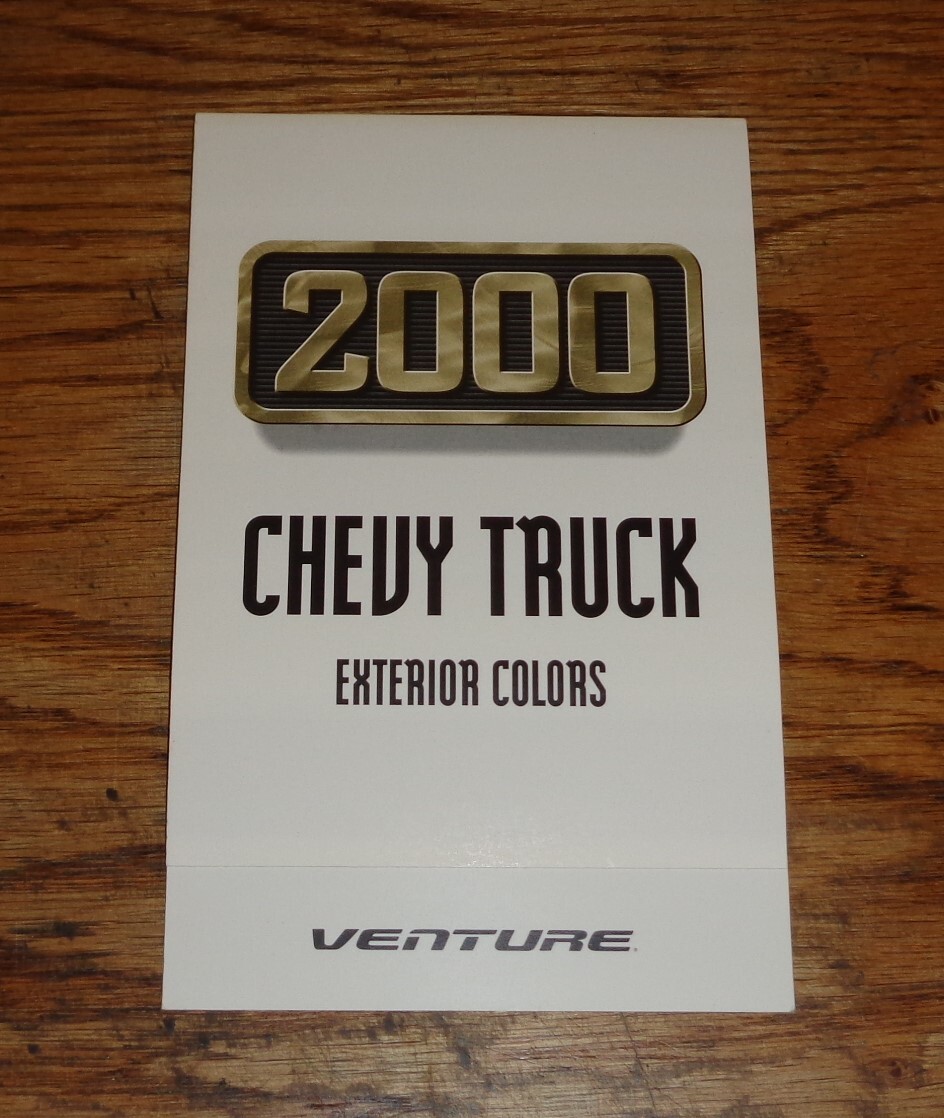 2000
CHEVY TRUCK
EXTERIOR COLORS
VENTURE